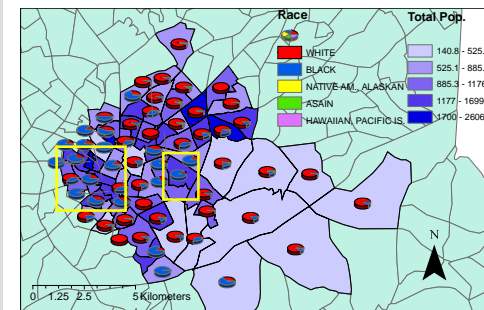 Race
WHITE
BLACK
NATIVE AM., ALASKAN
ASAIN
HAWAIIAN, PACIFIC IS.
Total Pop.
140.8 - 525.
525.1 - 885.
885.3 - 1176
1177 - 1699
1700 - 2606
N
0 1.25 2.5 5 Kilometers